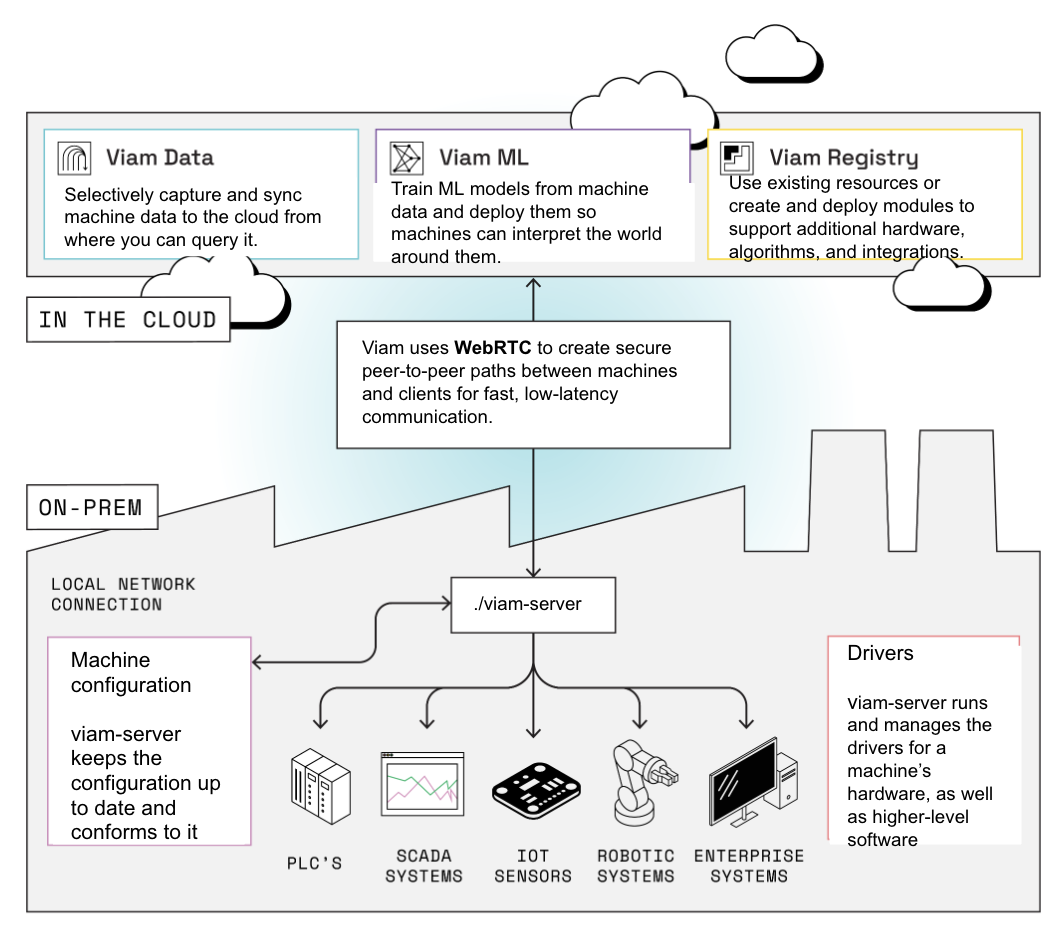 Viam Data
Selectively capture and sync
machine data to the cloud from
where you can query it.
Viam ML
Train ML models from machine
data and deploy them so
machines can interpret the world
around them.
Viam Registry
Use existing resources or
create and deploy modules to
support additional hardware,
algorithms, and integrations.
IN THE CLOUD
Viam uses WebRTC to create secure
peer-to-peer paths between machines
and clients for fast, low-latency
communication.
ON-PREM
LOCAL NETWORK
CONNECTION
./viam-server
Machine
configuration
viam-server
keeps the
configuration up
to date and
conforms to it
Drivers
viam-server runs
and manages the
drivers for a
machine's
hardware, as well
as higher-level
software
PLC'S
SCADA
SYSTEMS
IOT
SENSORS
ROBOTIC
SYSTEMS
ENTERPRISE
SYSTEMS